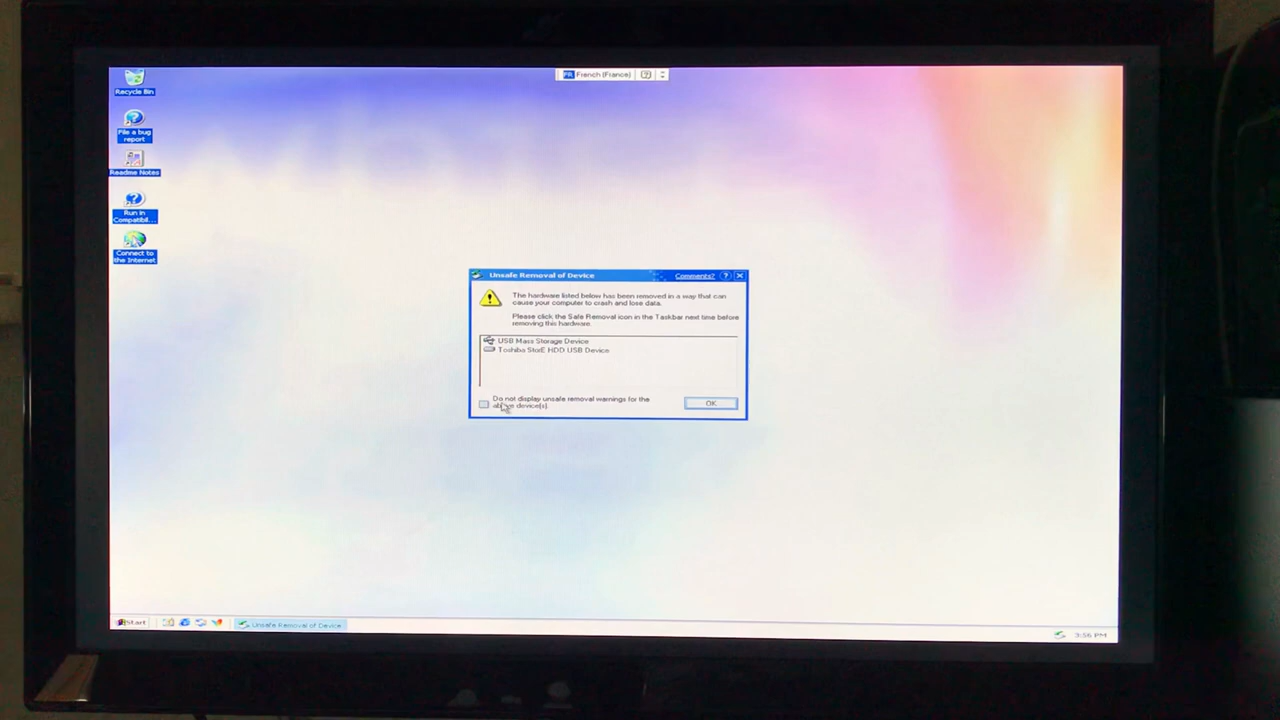 FR French (France)
Recycle Bin
File a bug
report
Readme Notes
Run in
Compatibil...
Connect to
the Internet
Unsafe Removal of Device
Comments?
The hardware listed below has been removed in a way that can
cause your computer to crash and lose data.
Please click the Safe Removal icon in the Taskbar next time before
removing this hardware.
USB Mass Storage Device
Toshiba StorE HDD USB Device
Do not display unsafe removal warnings for the
above device(s).
OK
Start
Unsafe Removal of Device
3:56 PM